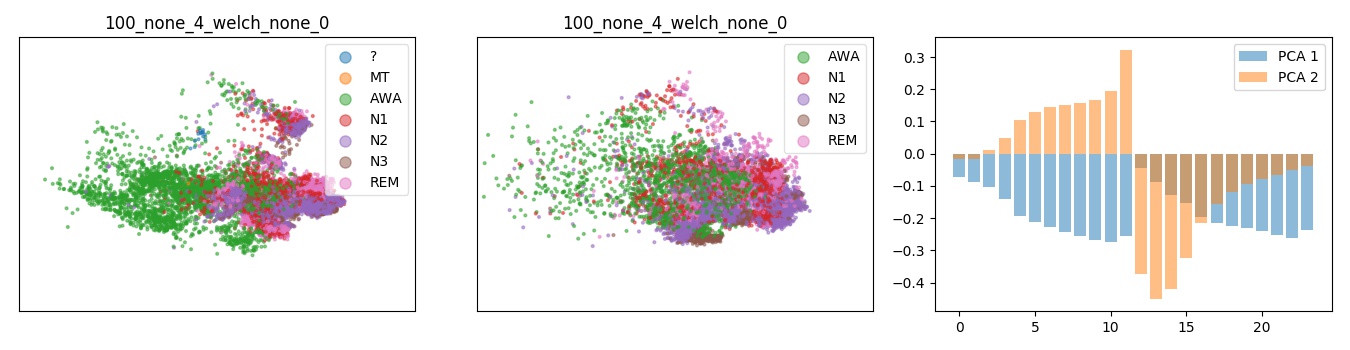 100_none_4_welch_none_0
?
MT
AWA
N1
N2
N3
REM
100_none_4_welch_none_0
AWA
N1
N2
N3
REM
PCA 1
PCA 2
0.3
0.2
0.1
0.0
−0.1
−0.2
−0.3
−0.4
0 5 10 15 20